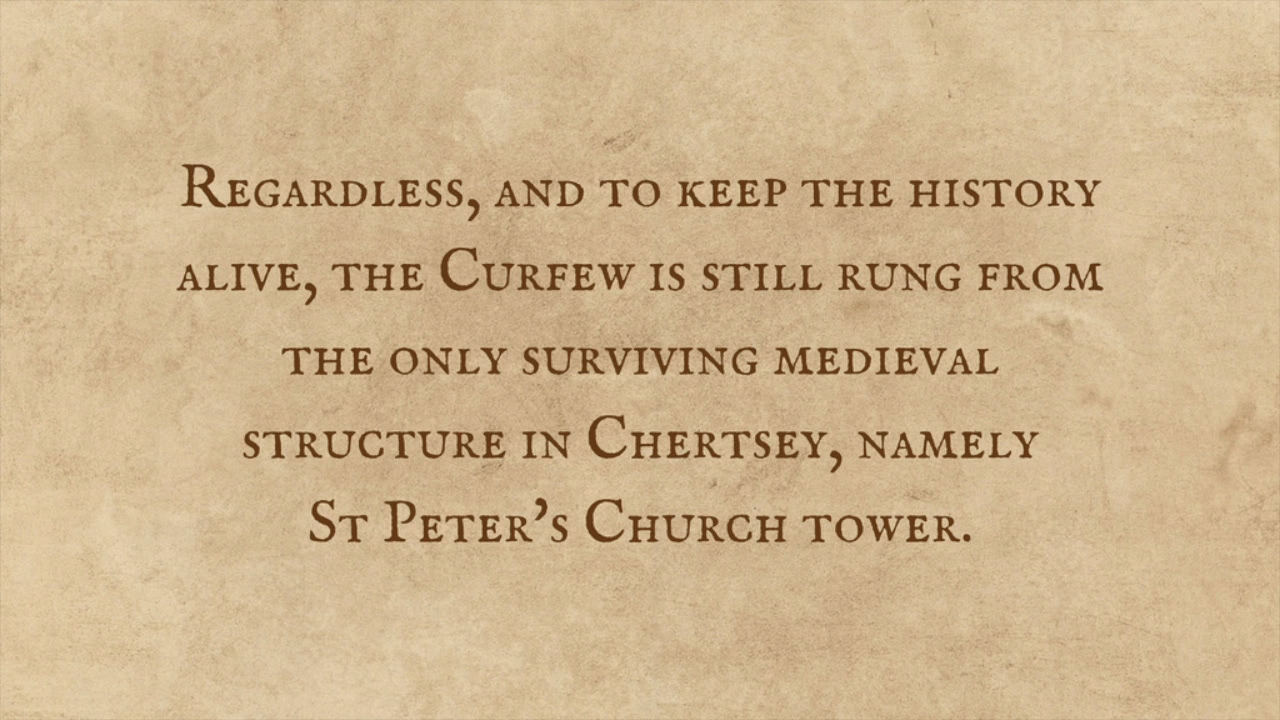 Regardless, and to keep the history
alive, the Curfew is still rung from
the only surviving medieval
structure in Chertsey, namely
St Peter’s Church tower.